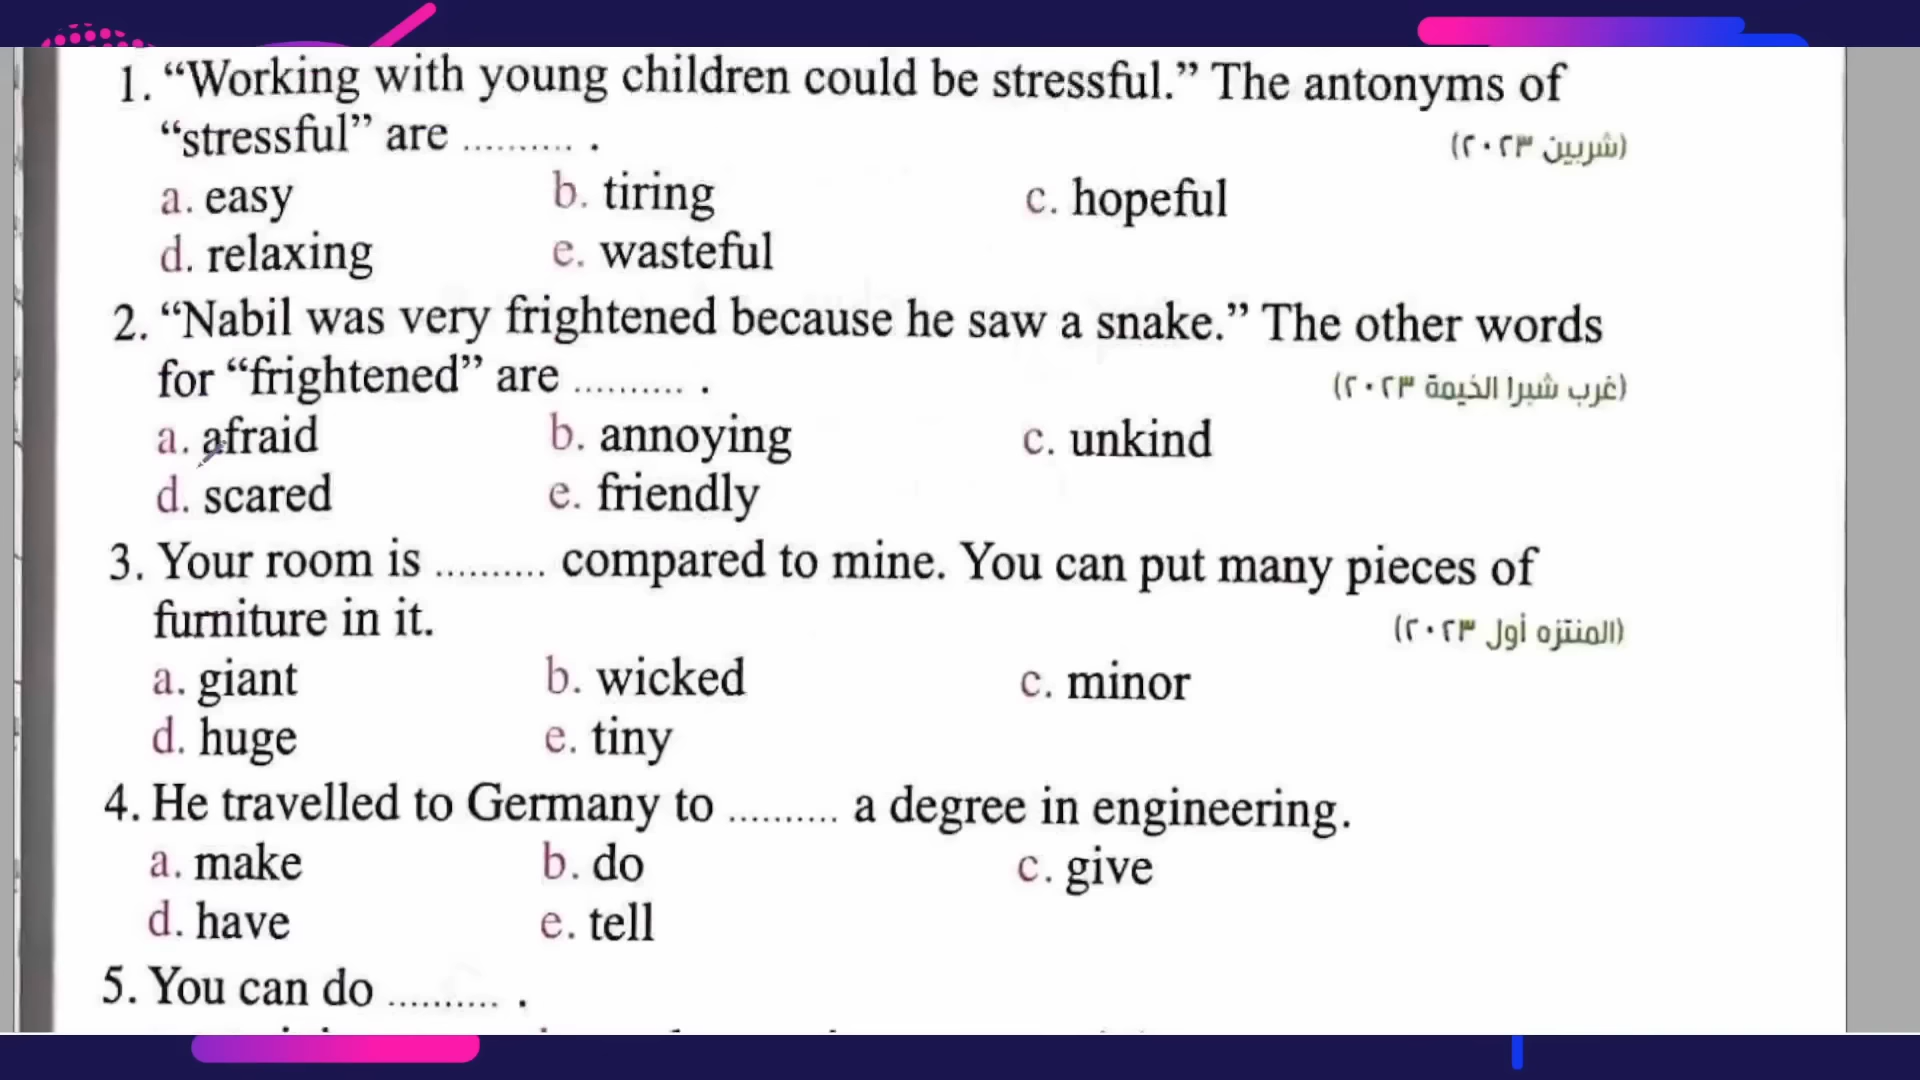 1. “Working with young children could be stressful.” The antonyms of
“stressful” are .......... .
(شربين ٢٠٢٣)
a. easy b. tiring c. hopeful
d. relaxing e. wasteful
2. “Nabil was very frightened because he saw a snake.” The other words
for “frightened” are .......... .
(غرب شبرا الخيمة ٢٠٢٣)
a. afraid b. annoying c. unkind
d. scared e. friendly
3. Your room is .......... compared to mine. You can put many pieces of
furniture in it.
(المنتزه أول ٢٠٢٣)
a. giant b. wicked c. minor
d. huge e. tiny
4. He travelled to Germany to .......... a degree in engineering.
a. make b. do c. give
d. have e. tell
5. You can do .......... .